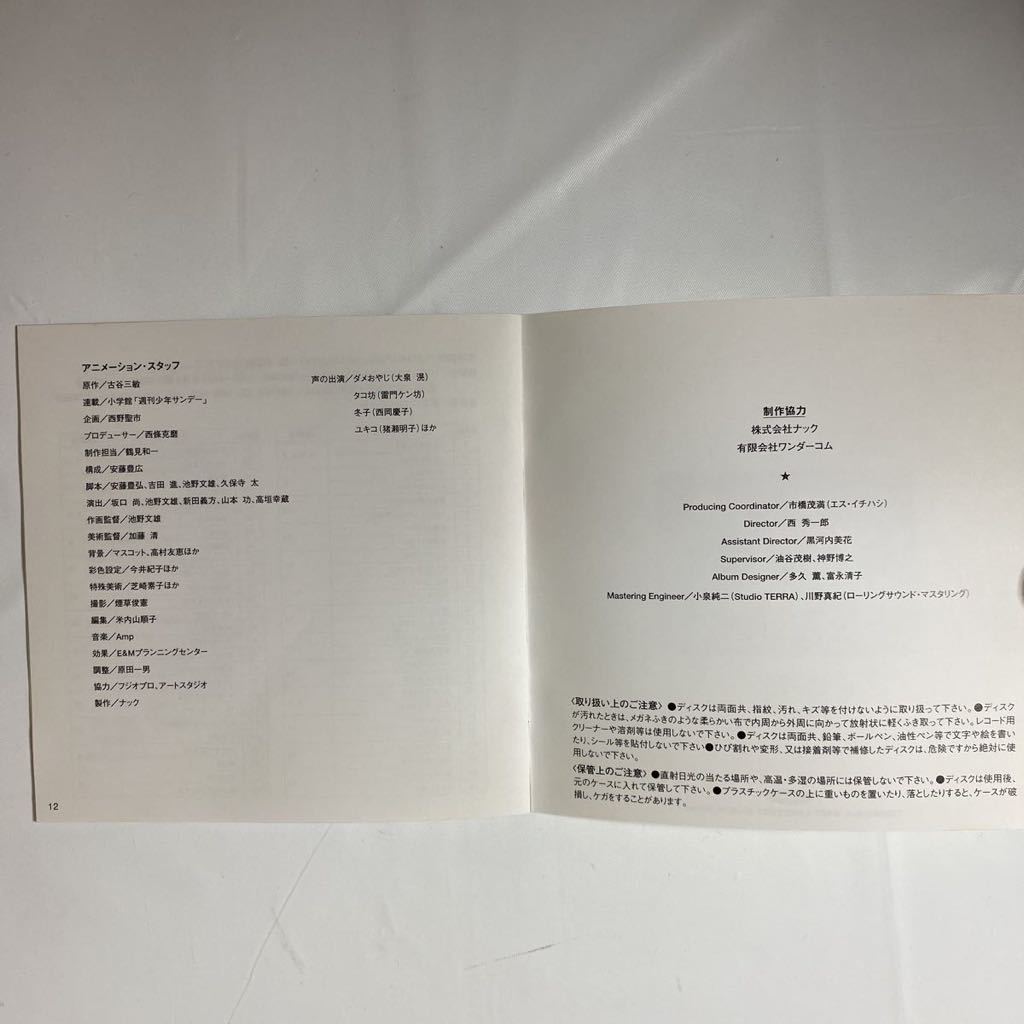 アニメーション・スタッフ
原作／古谷三敏
連載／小学館「週刊少年サンデー」
企画／西野聖市
プロデューサー／西條克麿
制作担当／鶴見和一
構成／安藤豊広
脚本／安藤豊弘、吉田 進、池野文雄、久保寺 太
演出／坂口 尚、池野文雄、新田義方、山本 功、高垣幸蔵
作画監督／池野文雄
美術監督／加藤 清
背景／マスコット、高村友恵ほか
彩色設定／今井紀子ほか
特殊美術／芝崎素子ほか
撮影／煙草俊憲
編集／米内山順子
音楽／Amp
効果／E&Mプランニングセンター
調整／原田一男
協力／フジオプロ、アートスタジオ
製作／ナック
声の出演／ダメおやじ（大泉 滉）
タコ坊（雷門ケン坊）
冬子（西岡慶子）
ユキコ（猪瀬明子）ほか
12
制作協力
株式会社ナック
有限会社ワンダーコム
★
Producing Coordinator／市橋茂満（エス・イチハシ）
Director／西 秀一郎
Assistant Director／黒河内美花
Supervisor／油谷茂樹、神野博之
Album Designer／多久 薫、富永清子
Mastering Engineer／小泉純二（Studio TERRA）、川野真紀（ローリングサウンド・マスタリング）
〈取り扱い上のご注意〉●ディスクは両面共、指紋、汚れ、キズ等を付けないように取り扱って下さい。●ディスク
が汚れたときは、メガネふきのような柔らかい布で内周から外周に向かって放射状に軽くふき取って下さい。レコード用
クリーナーや溶剤等は使用しないで下さい。●ディスクは両面共、鉛筆、ボールペン、油性ペン等で文字や絵を書い
たり、シール等を貼付しないで下さい●ひび割れや変形、又は接着剤等で補修したディスクは、危険ですから絶対に使
用しないで下さい。
〈保管上のご注意〉●直射日光の当たる場所や、高温・多湿の場所には保管しないで下さい。●ディスクは使用後、
元のケースに入れて保管して下さい。●プラスチックケースの上に重いものを置いたり、落としたりすると、ケースが破
損し、ケガをすることがあります。